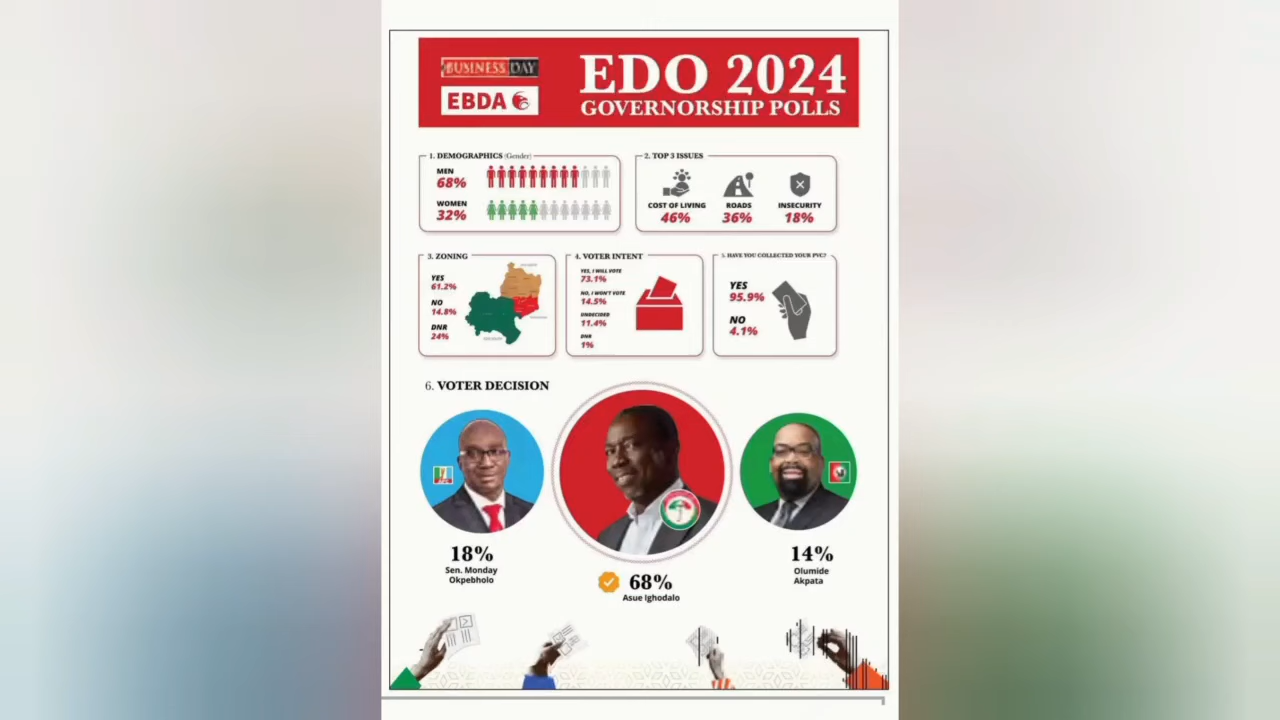 BUSINESS DAY
EBDA
EDO 2024
GOVERNORSHIP POLLS
1. DEMOGRAPHICS (Gender)
MEN
68%
WOMEN
32%
2. TOP 3 ISSUES
COST OF LIVING
46%
ROADS
36%
INSECURITY
18%
3. ZONING
YES
61.2%
NO
14.8%
DNR
24%
4. VOTER INTENT
YES, I WILL VOTE
73.1%
NO, I WON'T VOTE
14.5%
UNDECIDED
11.4%
DNR
1%
5. HAVE YOU COLLECTED YOUR PVC?
YES
95.9%
NO
4.1%
6. VOTER DECISION
18%
Sen. Monday
Okpebholo
68%
Asue Ighodalo
14%
Olumide
Akpata